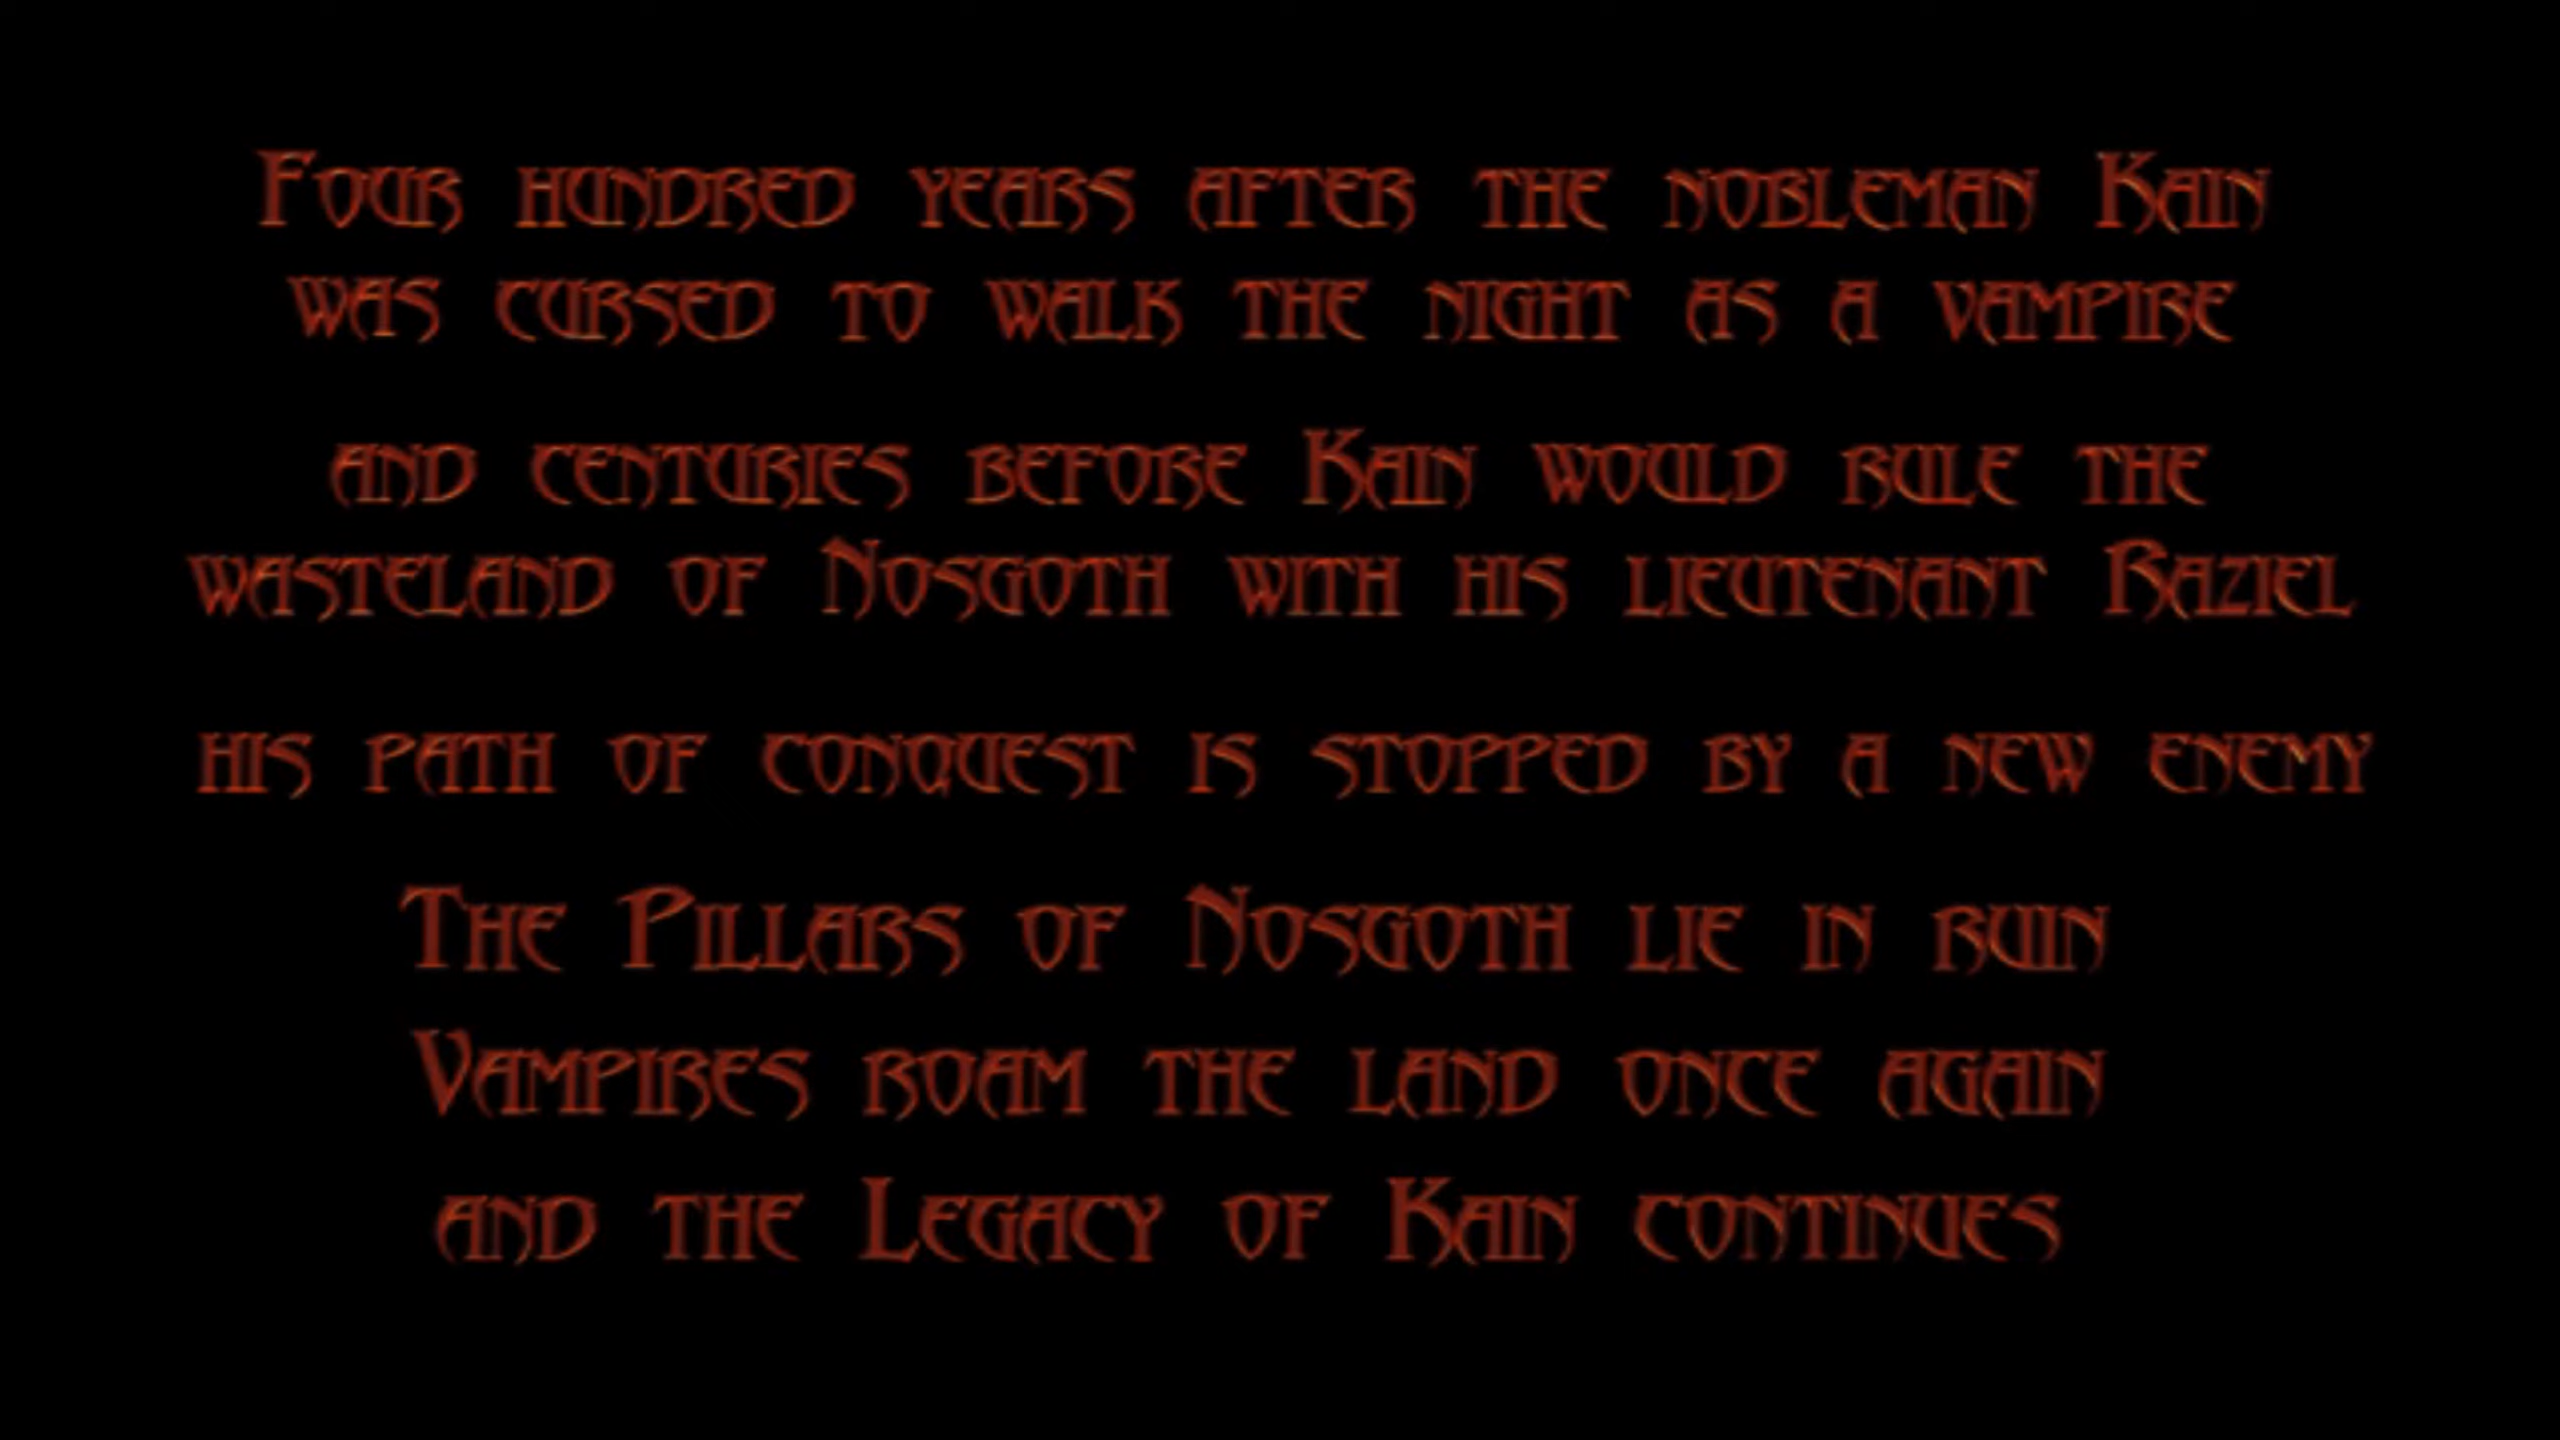 Four hundred years after the nobleman Kain
was cursed to walk the night as a vampire
and centuries before Kain would rule the
wasteland of Nosgoth with his lieutenant Raziel
his path of conquest is stopped by a new enemy
The Pillars of Nosgoth lie in ruin
Vampires roam the land once again
and the Legacy of Kain continues